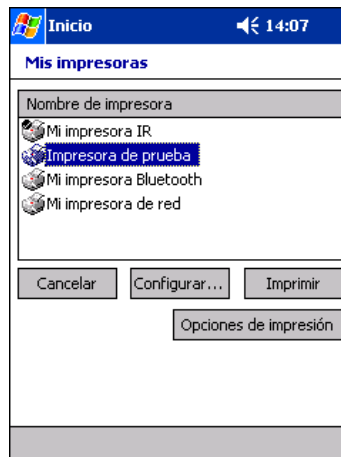 Inicio 14:07
Mis impresoras
Nombre de impresora
Mi impresora IR
Impresora de prueba
Mi impresora Bluetooth
Mi impresora de red
Cancelar Configurar... Imprimir
Opciones de impresión